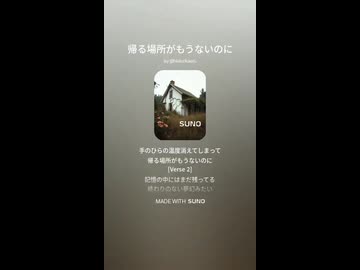 帰る場所がもうないのに
SUNO
手のひらの温度消えてしまって
帰る場所がもうないのに
[Verse 2]
記憶の中にはまだ残ってる
終わりのない夢幻みたい
MADE WITH SUNO